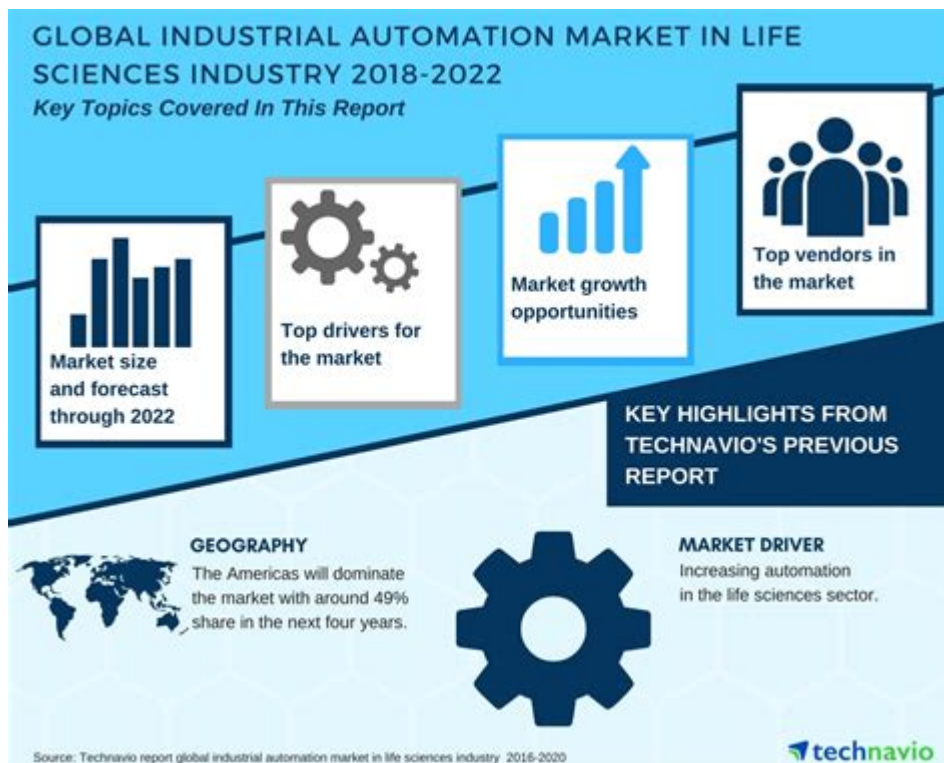 GLOBAL INDUSTRIAL AUTOMATION MARKET IN LIFE
SCIENCES INDUSTRY 2018-2022
Key Topics Covered In This Report
Market size
and forecast
through 2022
Top drivers for
the market
Market growth
opportunities
Top vendors in
the market
KEY HIGHLIGHTS FROM
TECHNAVIO'S PREVIOUS
REPORT
GEOGRAPHY
The Americas will dominate
the market with around 49%
share in the next four years.
MARKET DRIVER
Increasing automation
in the life sciences sector.
Source: Technavio report global industrial automation market in life sciences industry 2016-2020
technavio